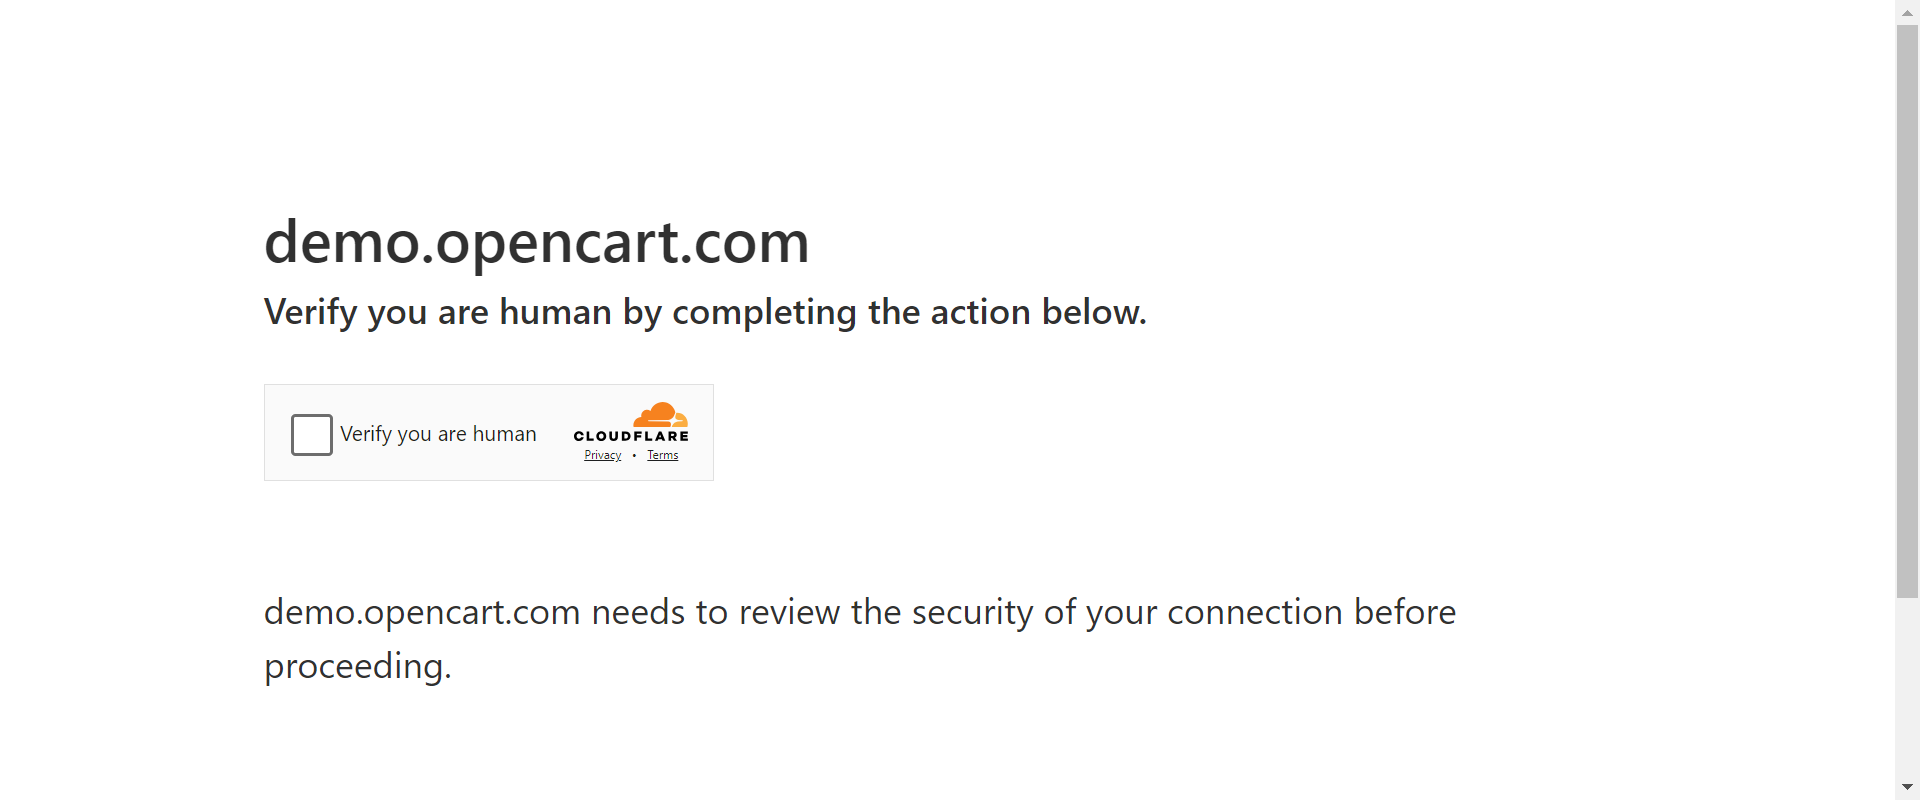 demo.opencart.com
Verify you are human by completing the action below.
Verify you are human
CLOUDFLARE
Privacy • Terms
demo.opencart.com needs to review the security of your connection before
proceeding.